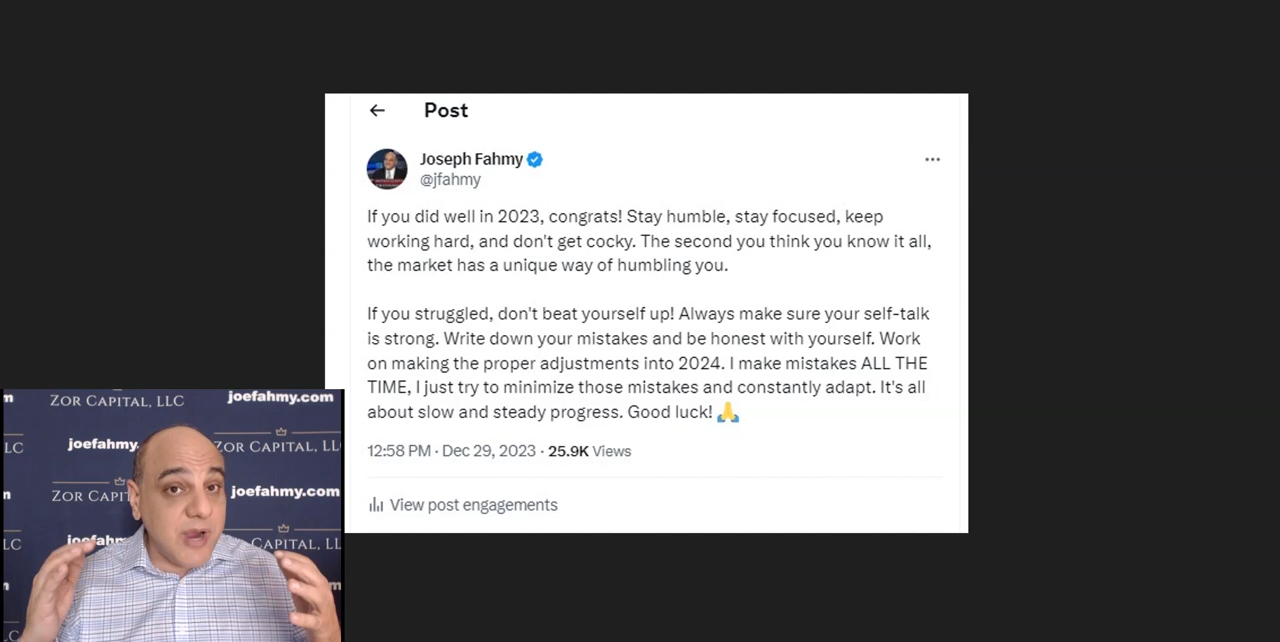 Post
Joseph Fahmy
@jfahmy
If you did well in 2023, congrats! Stay humble, stay focused, keep
working hard, and don't get cocky. The second you think you know it all,
the market has a unique way of humbling you.
If you struggled, don't beat yourself up! Always make sure your self-talk
is strong. Write down your mistakes and be honest with yourself. Work
on making the proper adjustments into 2024. I make mistakes ALL THE
TIME, I just try to minimize those mistakes and constantly adapt. It's all
about slow and steady progress. Good luck! 🙏
12:58 PM · Dec 29, 2023 · 25.9K Views
View post engagements
ZOR CAPITAL, LLC
joefahmy.com
LC
joefahmy.
ZOR CAPITAL, LL
ZOR CAPIT
joefahmy.com
LC
joefahm
CAPITAL, LL